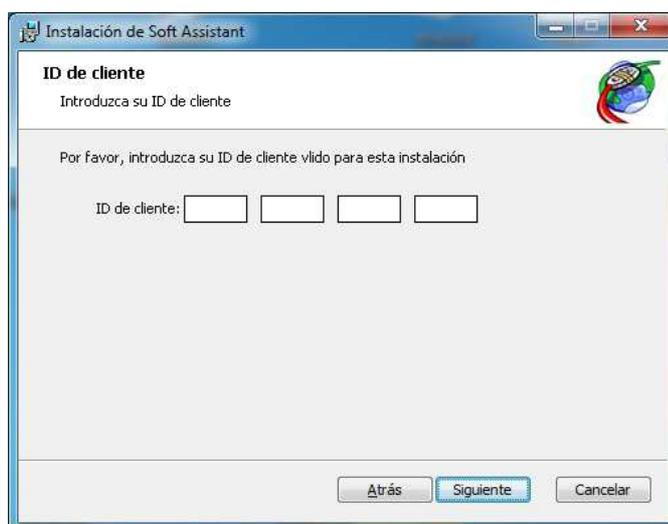 Instalación de Soft Assistant
ID de cliente
Introduzca su ID de cliente
Por favor, introduzca su ID de cliente vlido para esta instalación
ID de cliente:
Atrás Siguiente Cancelar